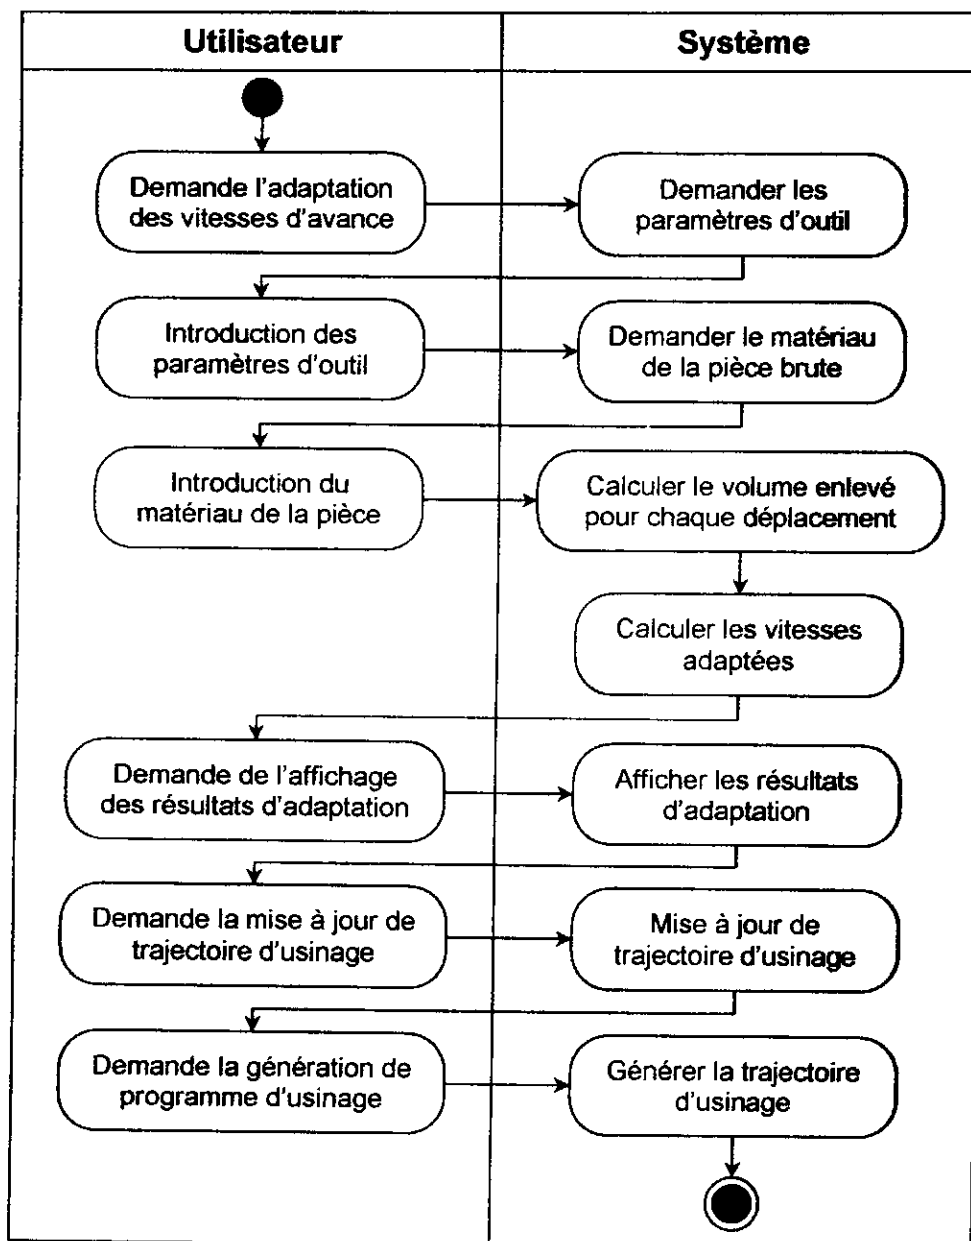 Utilisateur
Système
Demande l'adaptation
des vitesses d'avance
Demander les
paramètres d'outil
Introduction des
paramètres d'outil
Demander le matériau
de la pièce brute
Introduction du
matériau de la pièce
Calculer le volume enlevé
pour chaque déplacement
Calculer les vitesses
adaptées
Demande de l'affichage
des résultats d'adaptation
Afficher les résultats
d'adaptation
Demande la mise à jour de
trajectoire d'usinage
Mise à jour de
trajectoire d'usinage
Demande la génération de
programme d'usinage
Générer la trajectoire
d'usinage